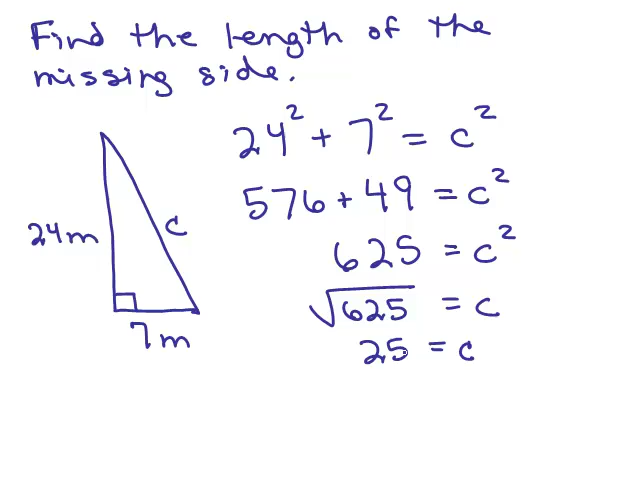 Find the length of the
missing side.
24² + 7² = c²
576 + 49 = c²
24m
c
625 = c²
√625 = c
7m
25 = c